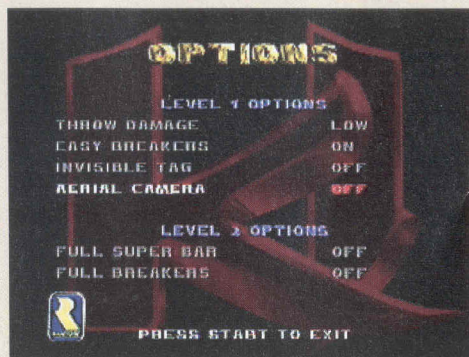 OPTIONS
LEVEL 1 OPTIONS
THROW DAMAGE LOW
EASY BREAKERS ON
INVISIBLE TAG OFF
AERIAL CAMERA OFF
LEVEL 2 OPTIONS
FULL SUPER BAR OFF
FULL BREAKERS OFF
PRESS START TO EXIT